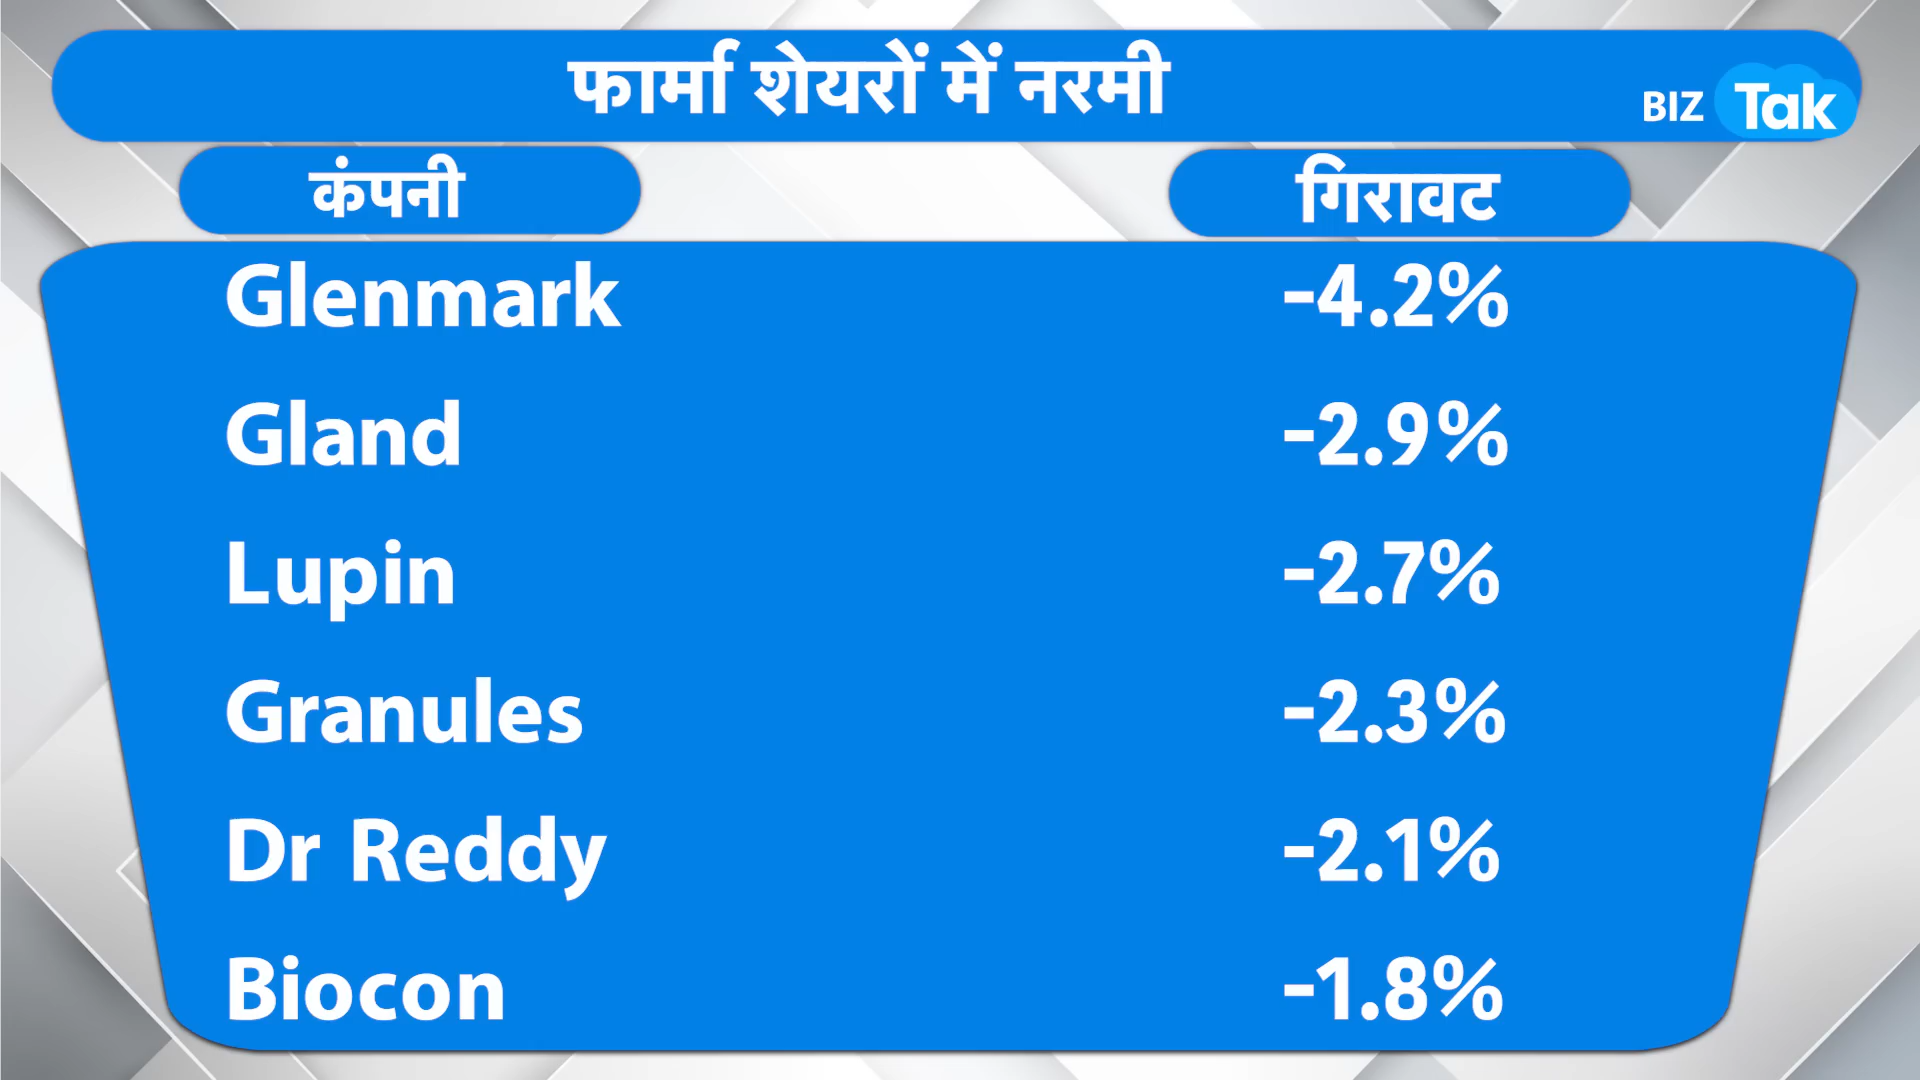 फार्मा शेयरों में नरमी
BIZ Tak
कंपनी गिरावट
Glenmark -4.2%
Gland -2.9%
Lupin -2.7%
Granules -2.3%
Dr Reddy -2.1%
Biocon -1.8%